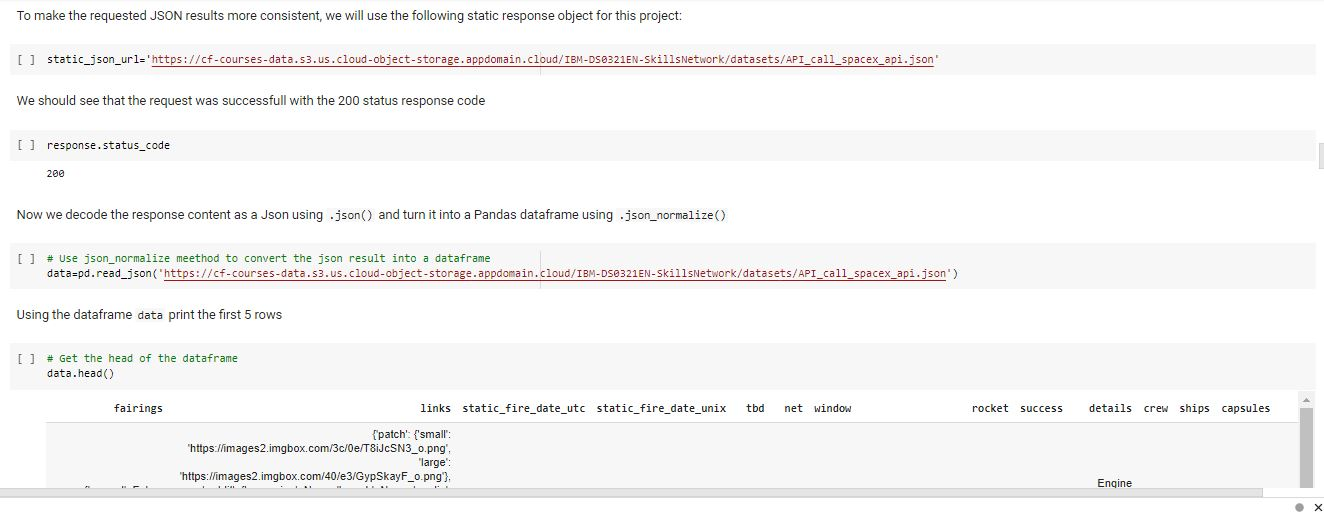 To make the requested JSON results more consistent, we will use the following static response object for this project:
[ ] static_json_url='https://cf-courses-data.s3.us.cloud-object-storage.appdomain.cloud/IBM-DS0321EN-SkillsNetwork/datasets/API_call_spacex_api.json'
We should see that the request was successfull with the 200 status response code
[ ] response.status_code
200
Now we decode the response content as a Json using .json() and turn it into a Pandas dataframe using .json_normalize()
[ ] # Use json_normalize meethod to convert the json result into a dataframe
data=pd.read_json('https://cf-courses-data.s3.us.cloud-object-storage.appdomain.cloud/IBM-DS0321EN-SkillsNetwork/datasets/API_call_spacex_api.json')
Using the dataframe data print the first 5 rows
[ ] # Get the head of the dataframe
data.head()
fairings links static_fire_date_utc static_fire_date_unix tbd net window rocket success details crew ships capsules
{'patch': {'small':
'https://images2.imgbox.com/3c/0e/T8iJcSN3_o.png',
'large':
'https://images2.imgbox.com/40/e3/GypSkayF_o.png'},
Engine